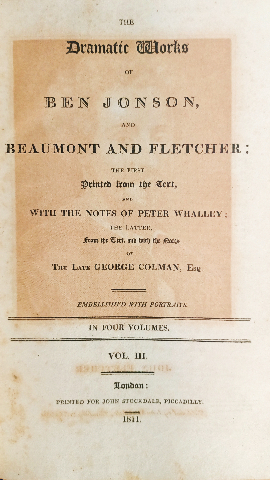 THE
Dramatic Works
OF
BEN JONSON,
AND
BEAUMONT AND FLETCHER:
THE FIRST
Printed from the Text,
AND
WITH THE NOTES OF PETER WHALLEY;
THE LATTER,
From the Text, and with the Notes
OF
THE LATE GEORGE COLMAN, Esq
EMBELLISHED WITH PORTRAITS.
IN FOUR VOLUMES.
VOL. III.
London:
PRINTED FOR JOHN STOCKDALE, PICCADILLY.
1811.